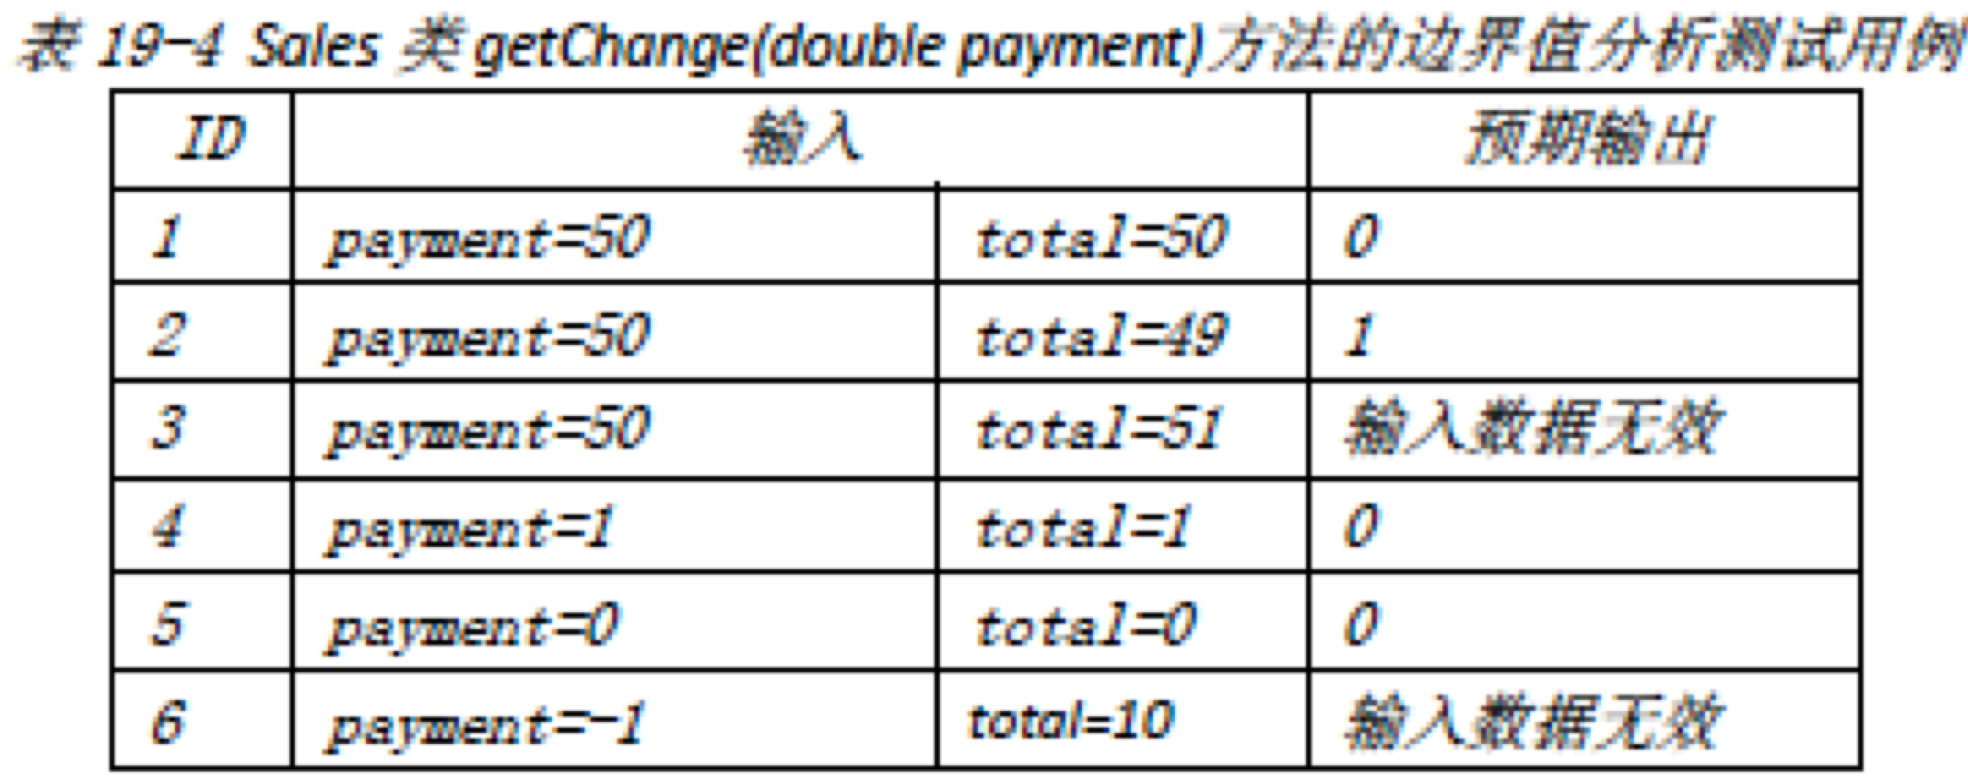 表 19-4 Sales 类 getChange(double payment)方法的边界值分析测试用例
ID 输入 预期输出
1 payment=50 total=50 0
2 payment=50 total=49 1
3 payment=50 total=51 输入数据无效
4 payment=1 total=1 0
5 payment=0 total=0 0
6 payment=-1 total=10 输入数据无效